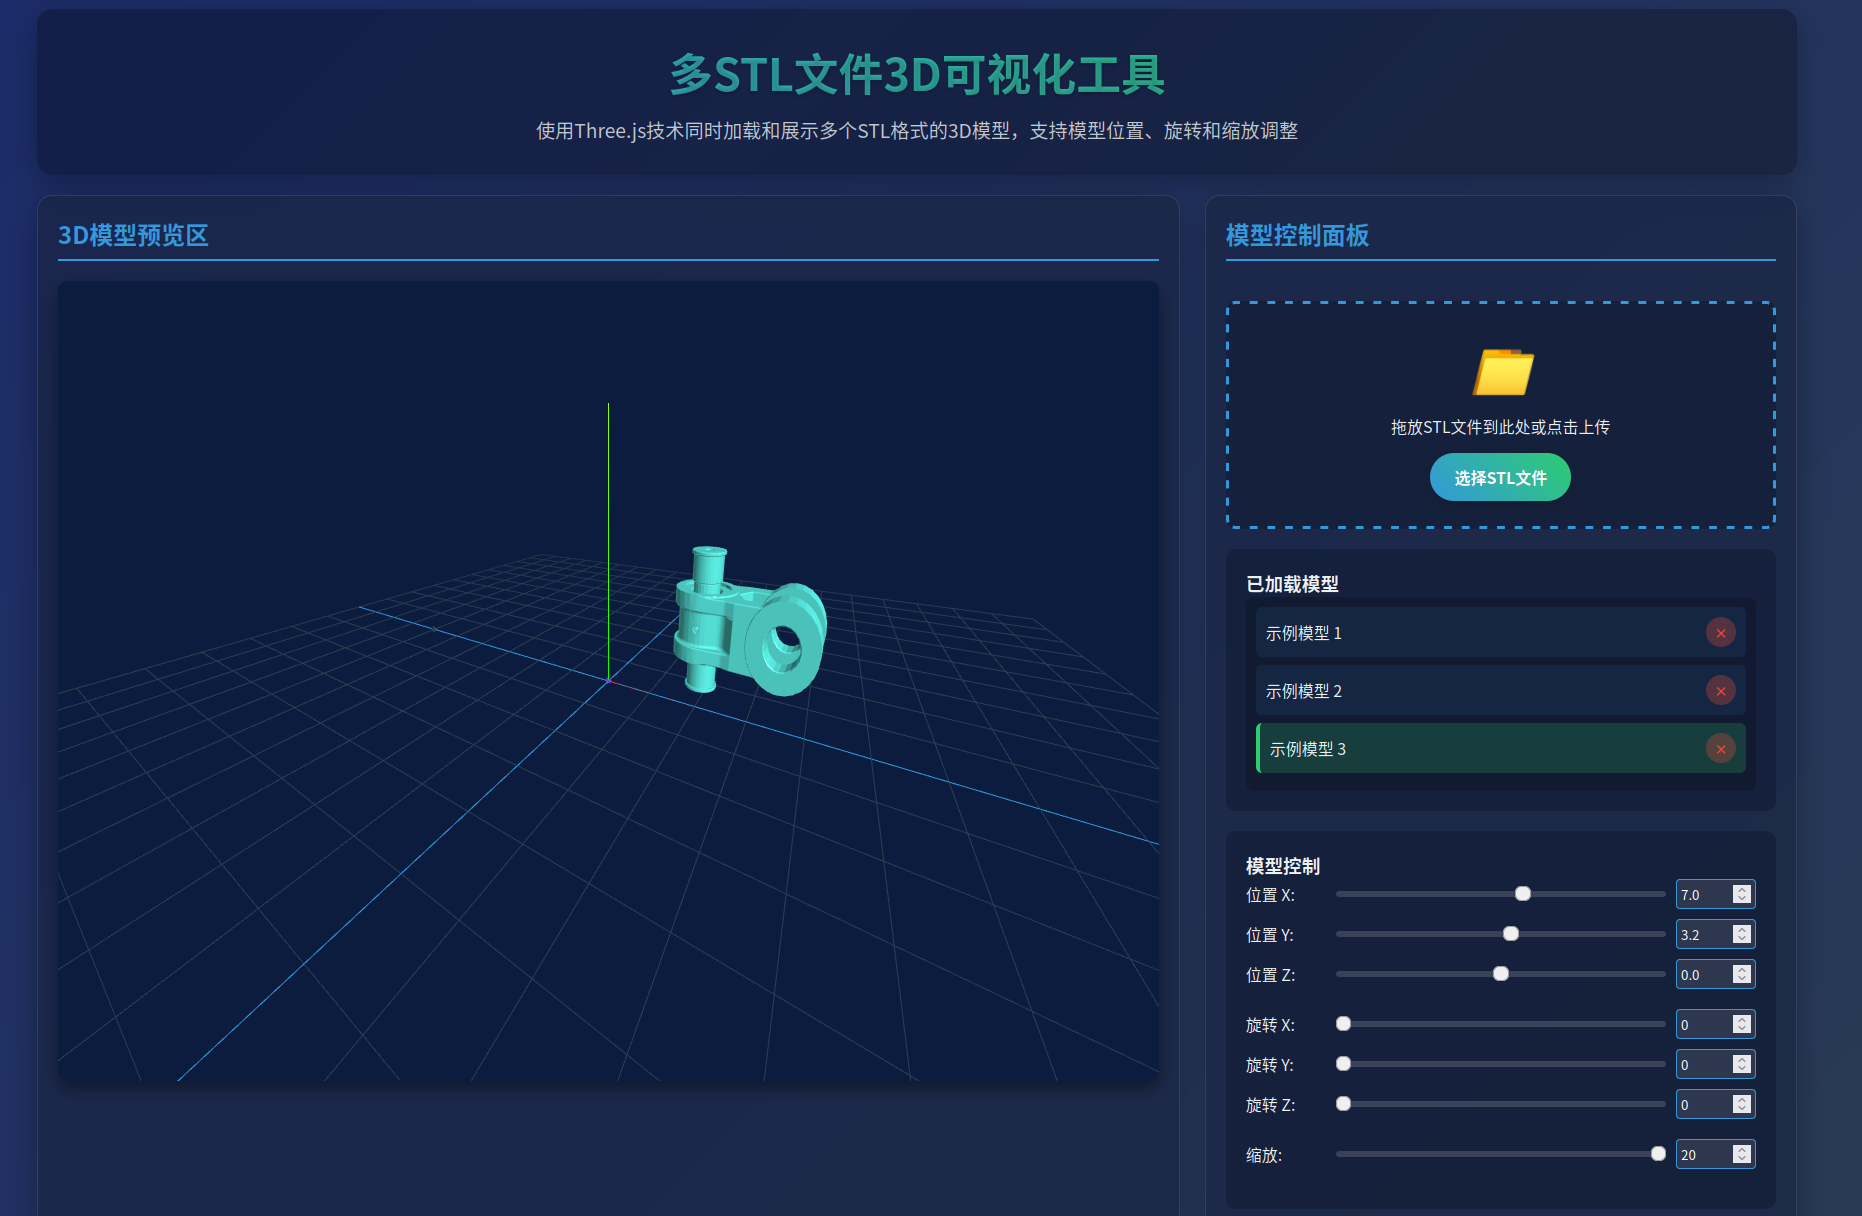 多STL文件3D可视化工具
使用Three.js技术同时加载和展示多个STL格式的3D模型，支持模型位置、旋转和缩放调整
3D模型预览区
模型控制面板
拖放STL文件到此处或点击上传
选择STL文件
已加载模型
示例模型 1 ×
示例模型 2 ×
示例模型 3 ×
模型控制
位置 X: 7.0
位置 Y: 3.2
位置 Z: 0.0
旋转 X: 0
旋转 Y: 0
旋转 Z: 0
缩放: 20